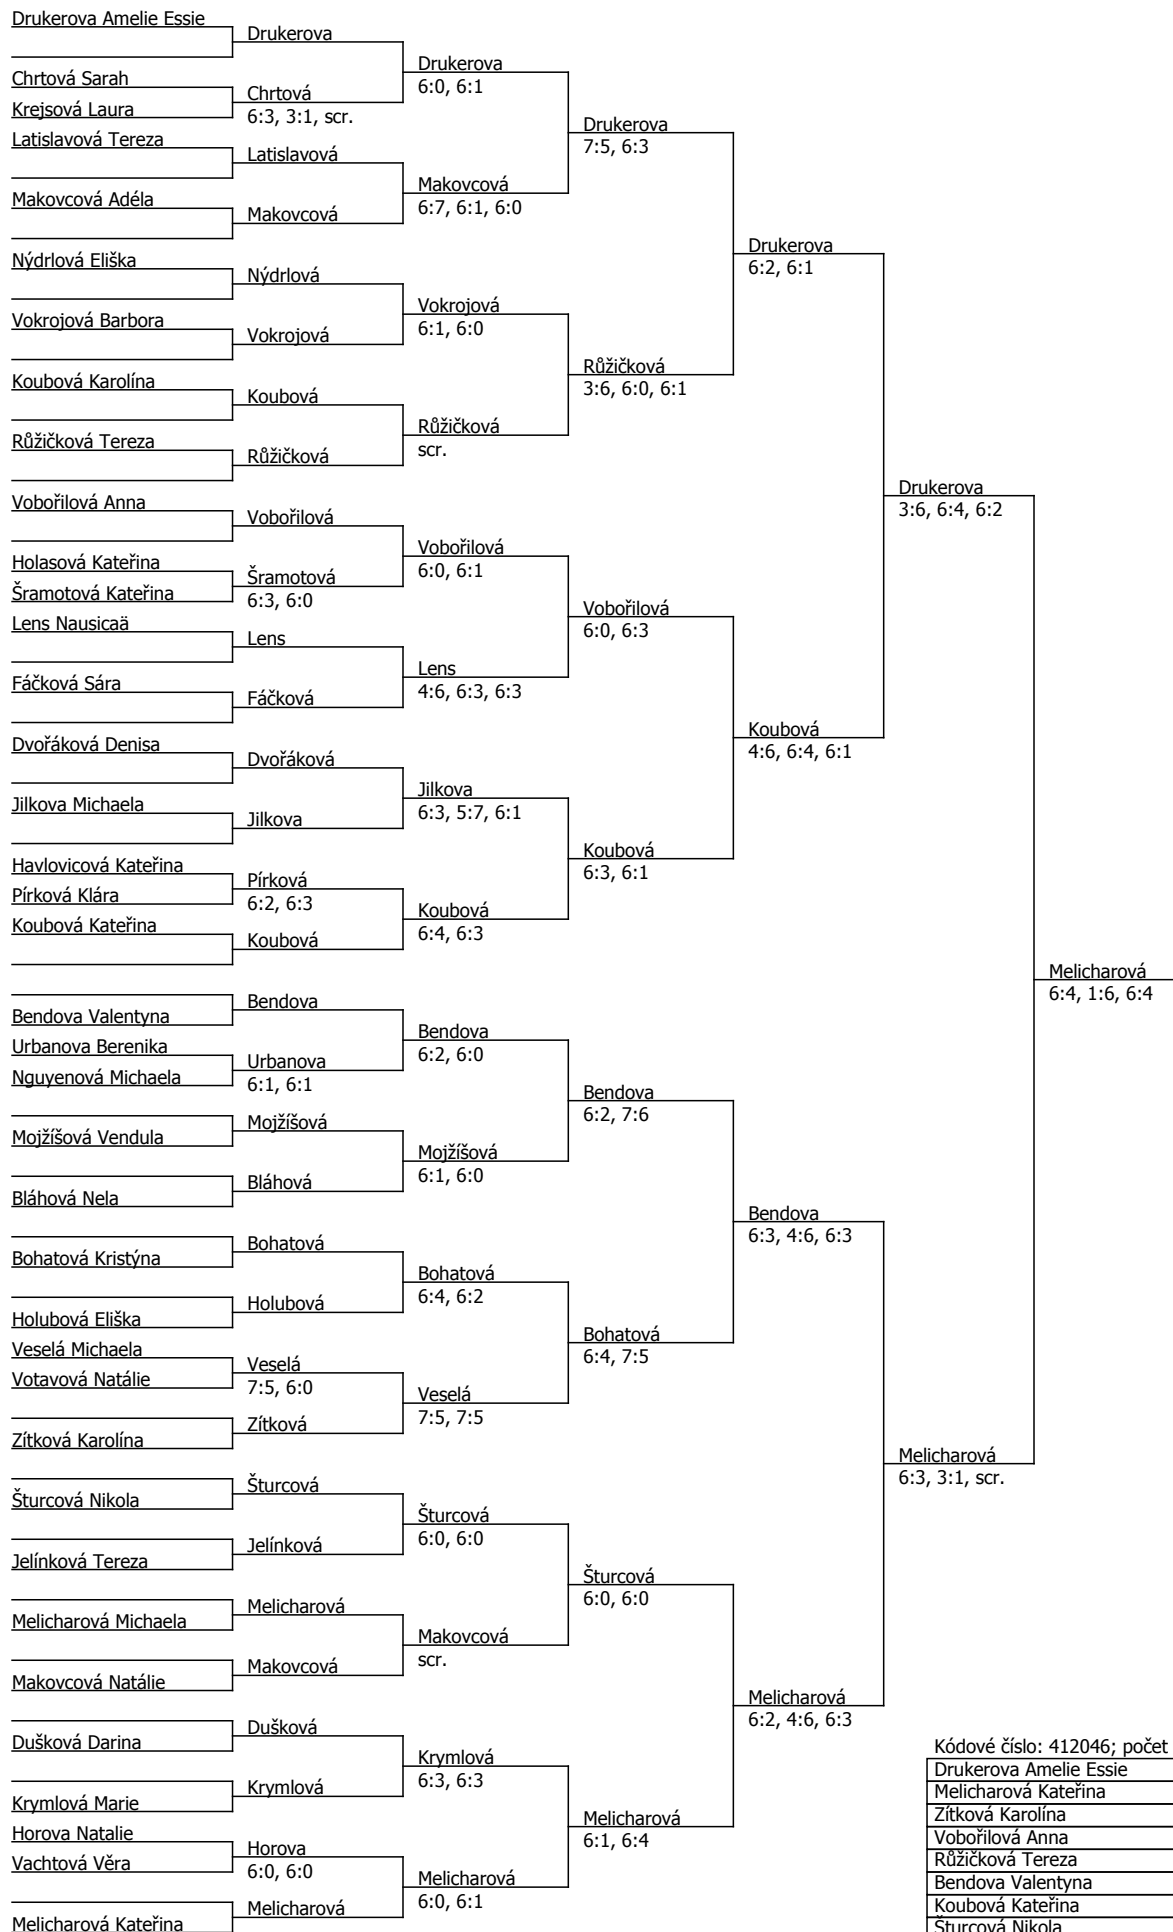 Drukerova Amelie Essie
Chrtová Sarah
Krejsová Laura
Latislavová Tereza
Makovcová Adéla
Nýdrlová Eliška
Vokrojová Barbora
Koubová Karolína
Růžičková Tereza
Vobořilová Anna
Holasová Kateřina
Šramotová Kateřina
Lens Nausicaä
Fáčková Sára
Dvořáková Denisa
Jilkova Michaela
Havlovicová Kateřina
Pírková Klára
Koubová Kateřina
Bendova Valentyna
Urbanova Berenika
Nguyenová Michaela
Mojžíšová Vendula
Bláhová Nela
Bohatová Kristýna
Holubová Eliška
Veselá Michaela
Votavová Natálie
Zítková Karolína
Šturcová Nikola
Jelínková Tereza
Melicharová Michaela
Makovcová Natálie
Dušková Darina
Krymlová Marie
Horova Natalie
Vachtová Věra
Melicharová Kateřina
Drukerova
Chrtová
6:3, 3:1, scr.
Latislavová
Makovcová
Nýdrlová
Vokrojová
Koubová
Růžičková
Vobořilová
Šramotová
6:3, 6:0
Lens
Fáčková
Dvořáková
Jilkova
Pírková
6:2, 6:3
Koubová
Bendova
Urbanova
6:1, 6:1
Mojžíšová
Bláhová
Bohatová
Holubová
Veselá
7:5, 6:0
Zítková
Šturcová
Jelínková
Melicharová
Makovcová
Dušková
Krymlová
Horova
6:0, 6:0
Melicharová
Drukerova
6:0, 6:1
Makovcová
6:7, 6:1, 6:0
Vokrojová
6:1, 6:0
Růžičková
scr.
Vobořilová
6:0, 6:1
Lens
4:6, 6:3, 6:3
Jilkova
6:3, 5:7, 6:1
Koubová
6:4, 6:3
Bendova
6:2, 6:0
Mojžíšová
6:1, 6:0
Bohatová
6:4, 6:2
Veselá
7:5, 7:5
Šturcová
6:0, 6:0
Makovcová
scr.
Krymlová
6:3, 6:3
Melicharová
6:0, 6:1
Drukerova
7:5, 6:3
Růžičková
3:6, 6:0, 6:1
Vobořilová
6:0, 6:3
Koubová
6:3, 6:1
Bendova
6:2, 7:6
Bohatová
6:4, 7:5
Šturcová
6:0, 6:0
Melicharová
6:1, 6:4
Drukerova
6:2, 6:1
Koubová
4:6, 6:4, 6:1
Bendova
6:3, 4:6, 6:3
Melicharová
6:2, 4:6, 6:3
Drukerova
3:6, 6:4, 6:2
Melicharová
6:3, 3:1, scr.
Melicharová
6:4, 1:6, 6:4
Kódové číslo: 412046; počet
Drukerova Amelie Essie
Melicharová Kateřina
Zítková Karolína
Vobořilová Anna
Růžičková Tereza
Bendova Valentyna
Koubová Kateřina
Šturcová Nikola